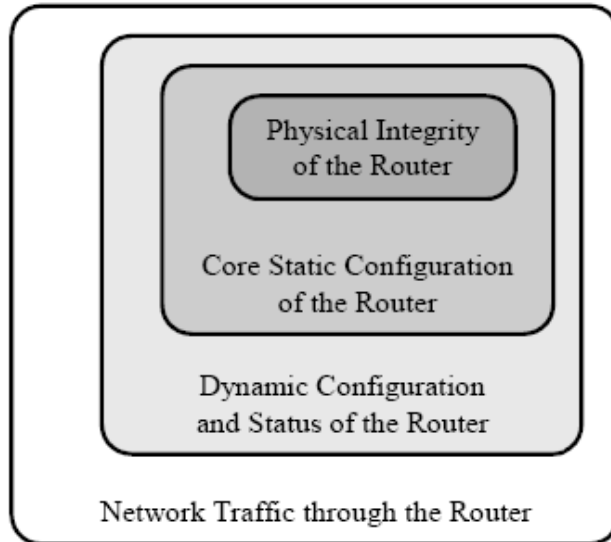 Physical Integrity
of the Router
Core Static Configuration
of the Router
Dynamic Configuration
and Status of the Router
Network Traffic through the Router